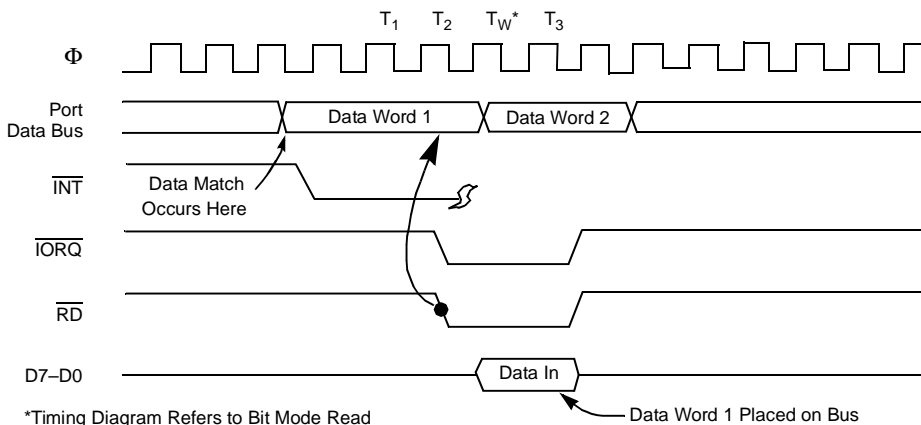 T1 T2 TW* T3
Φ
Port
Data Bus
Data Word 1 Data Word 2
INT
Data Match
Occurs Here
IORQ
RD
D7–D0
Data In
*Timing Diagram Refers to Bit Mode Read
Data Word 1 Placed on Bus